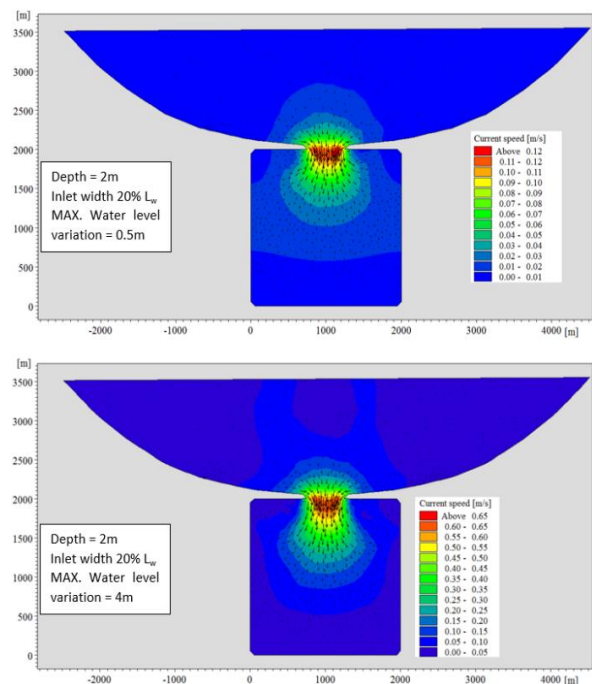 [m]
3500
3000
2500
2000
1500
1000
500
0
Depth = 2m
Inlet width 20% Lw
MAX. Water level
variation = 0.5m
Current speed [m/s]
Above 0.12
0.11 - 0.12
0.10 - 0.11
0.09 - 0.10
0.08 - 0.09
0.07 - 0.08
0.06 - 0.07
0.05 - 0.06
0.04 - 0.05
0.03 - 0.04
0.02 - 0.03
0.01 - 0.02
0.00 - 0.01
-2000 -1000 0 1000 2000 3000 4000 [m]
[m]
3500
3000
2500
2000
1500
1000
500
0
Depth = 2m
Inlet width 20% Lw
MAX. Water level
variation = 4m
Current speed [m/s]
Above 0.65
0.60 - 0.65
0.55 - 0.60
0.50 - 0.55
0.45 - 0.50
0.40 - 0.45
0.35 - 0.40
0.30 - 0.35
0.25 - 0.30
0.20 - 0.25
0.15 - 0.20
0.10 - 0.15
0.05 - 0.10
0.00 - 0.05
-2000 -1000 0 1000 2000 3000 4000 [m]